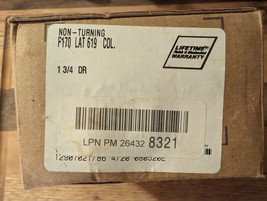 NON-TURNING
F170 LAT 619 COL.
LIFETIME
WARRANTY
1 3/4 DR
LPN PM 26432 8321